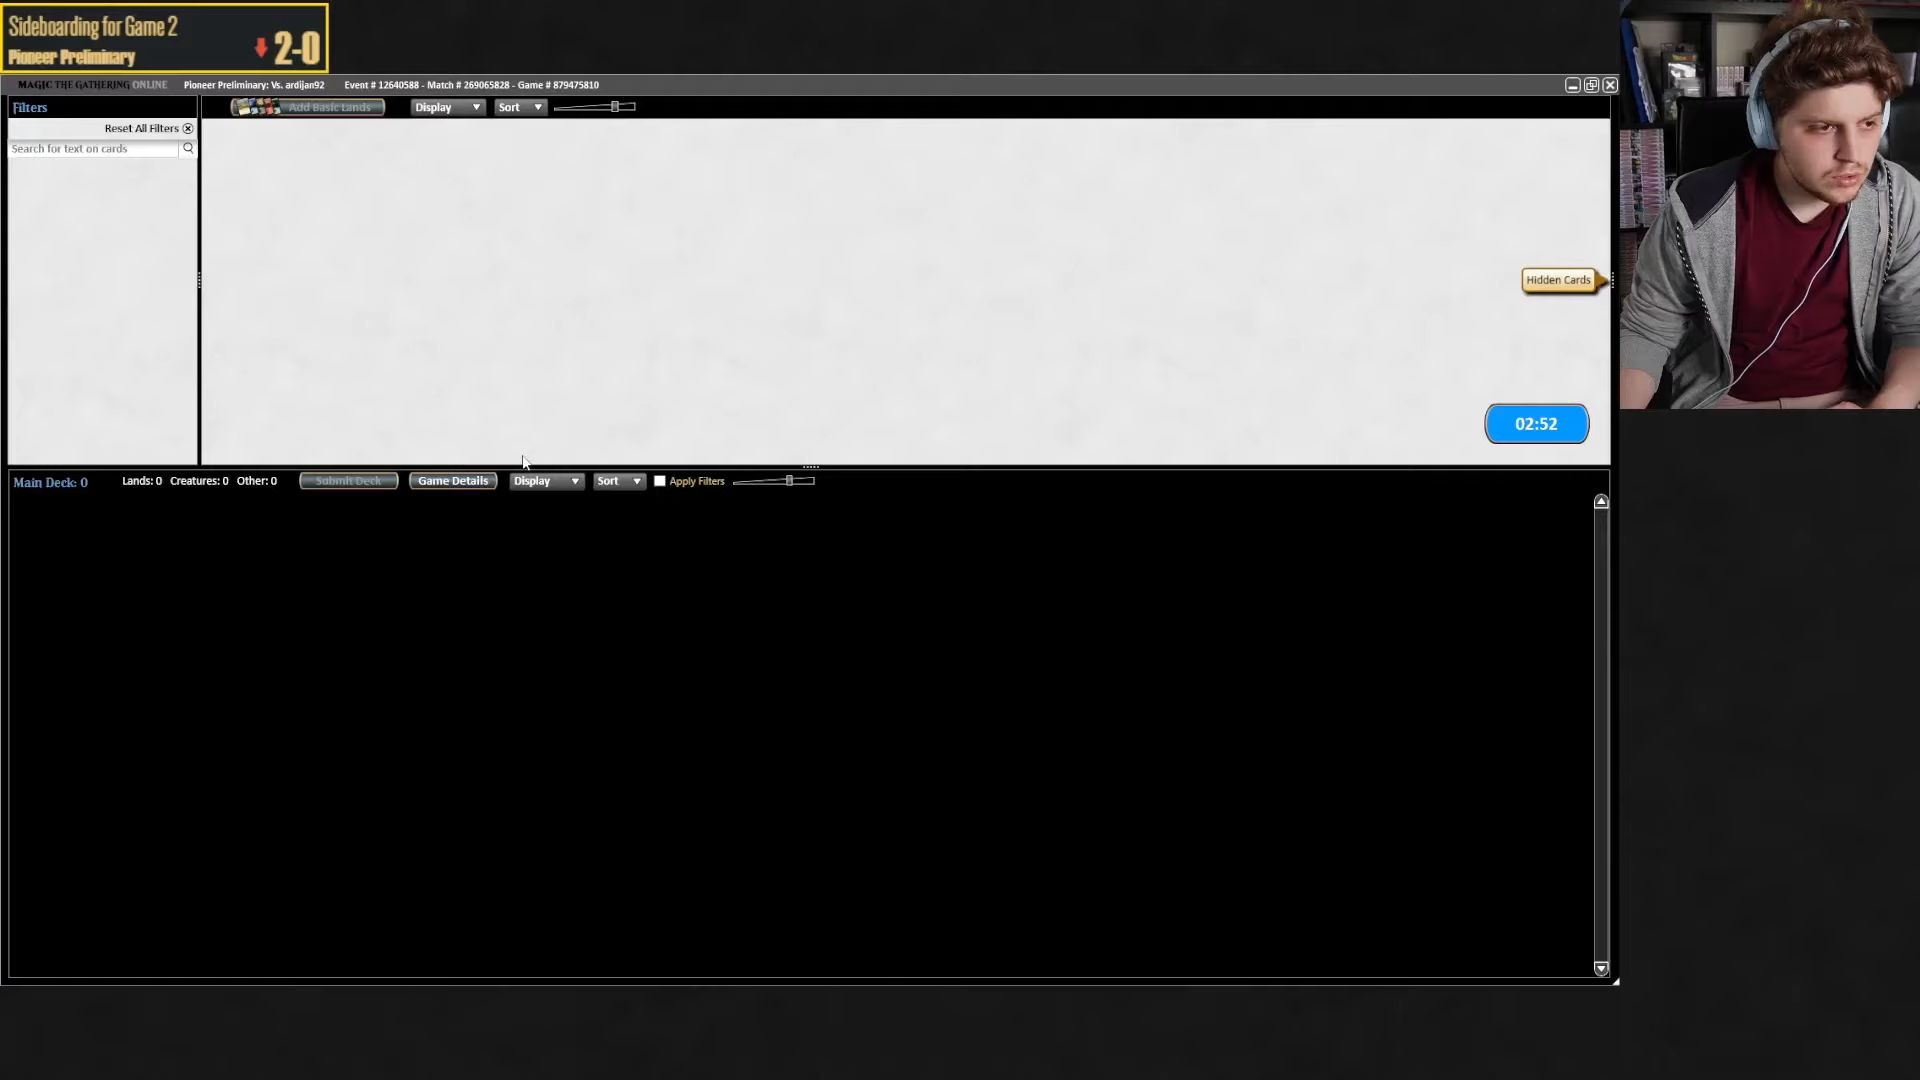 Sideboarding for Game 2
Pioneer Preliminary
2-0
MAGIC THE GATHERING ONLINE Pioneer Preliminary: Vs. ardijan92 Event # 12640588 - Match # 269065828 - Game # 879475810
Filters
Add Basic Lands Display Sort
Reset All Filters
Search for text on cards
Hidden Cards
02:52
Main Deck: 0 Lands: 0 Creatures: 0 Other: 0 Submit Deck Game Details Display Sort Apply Filters